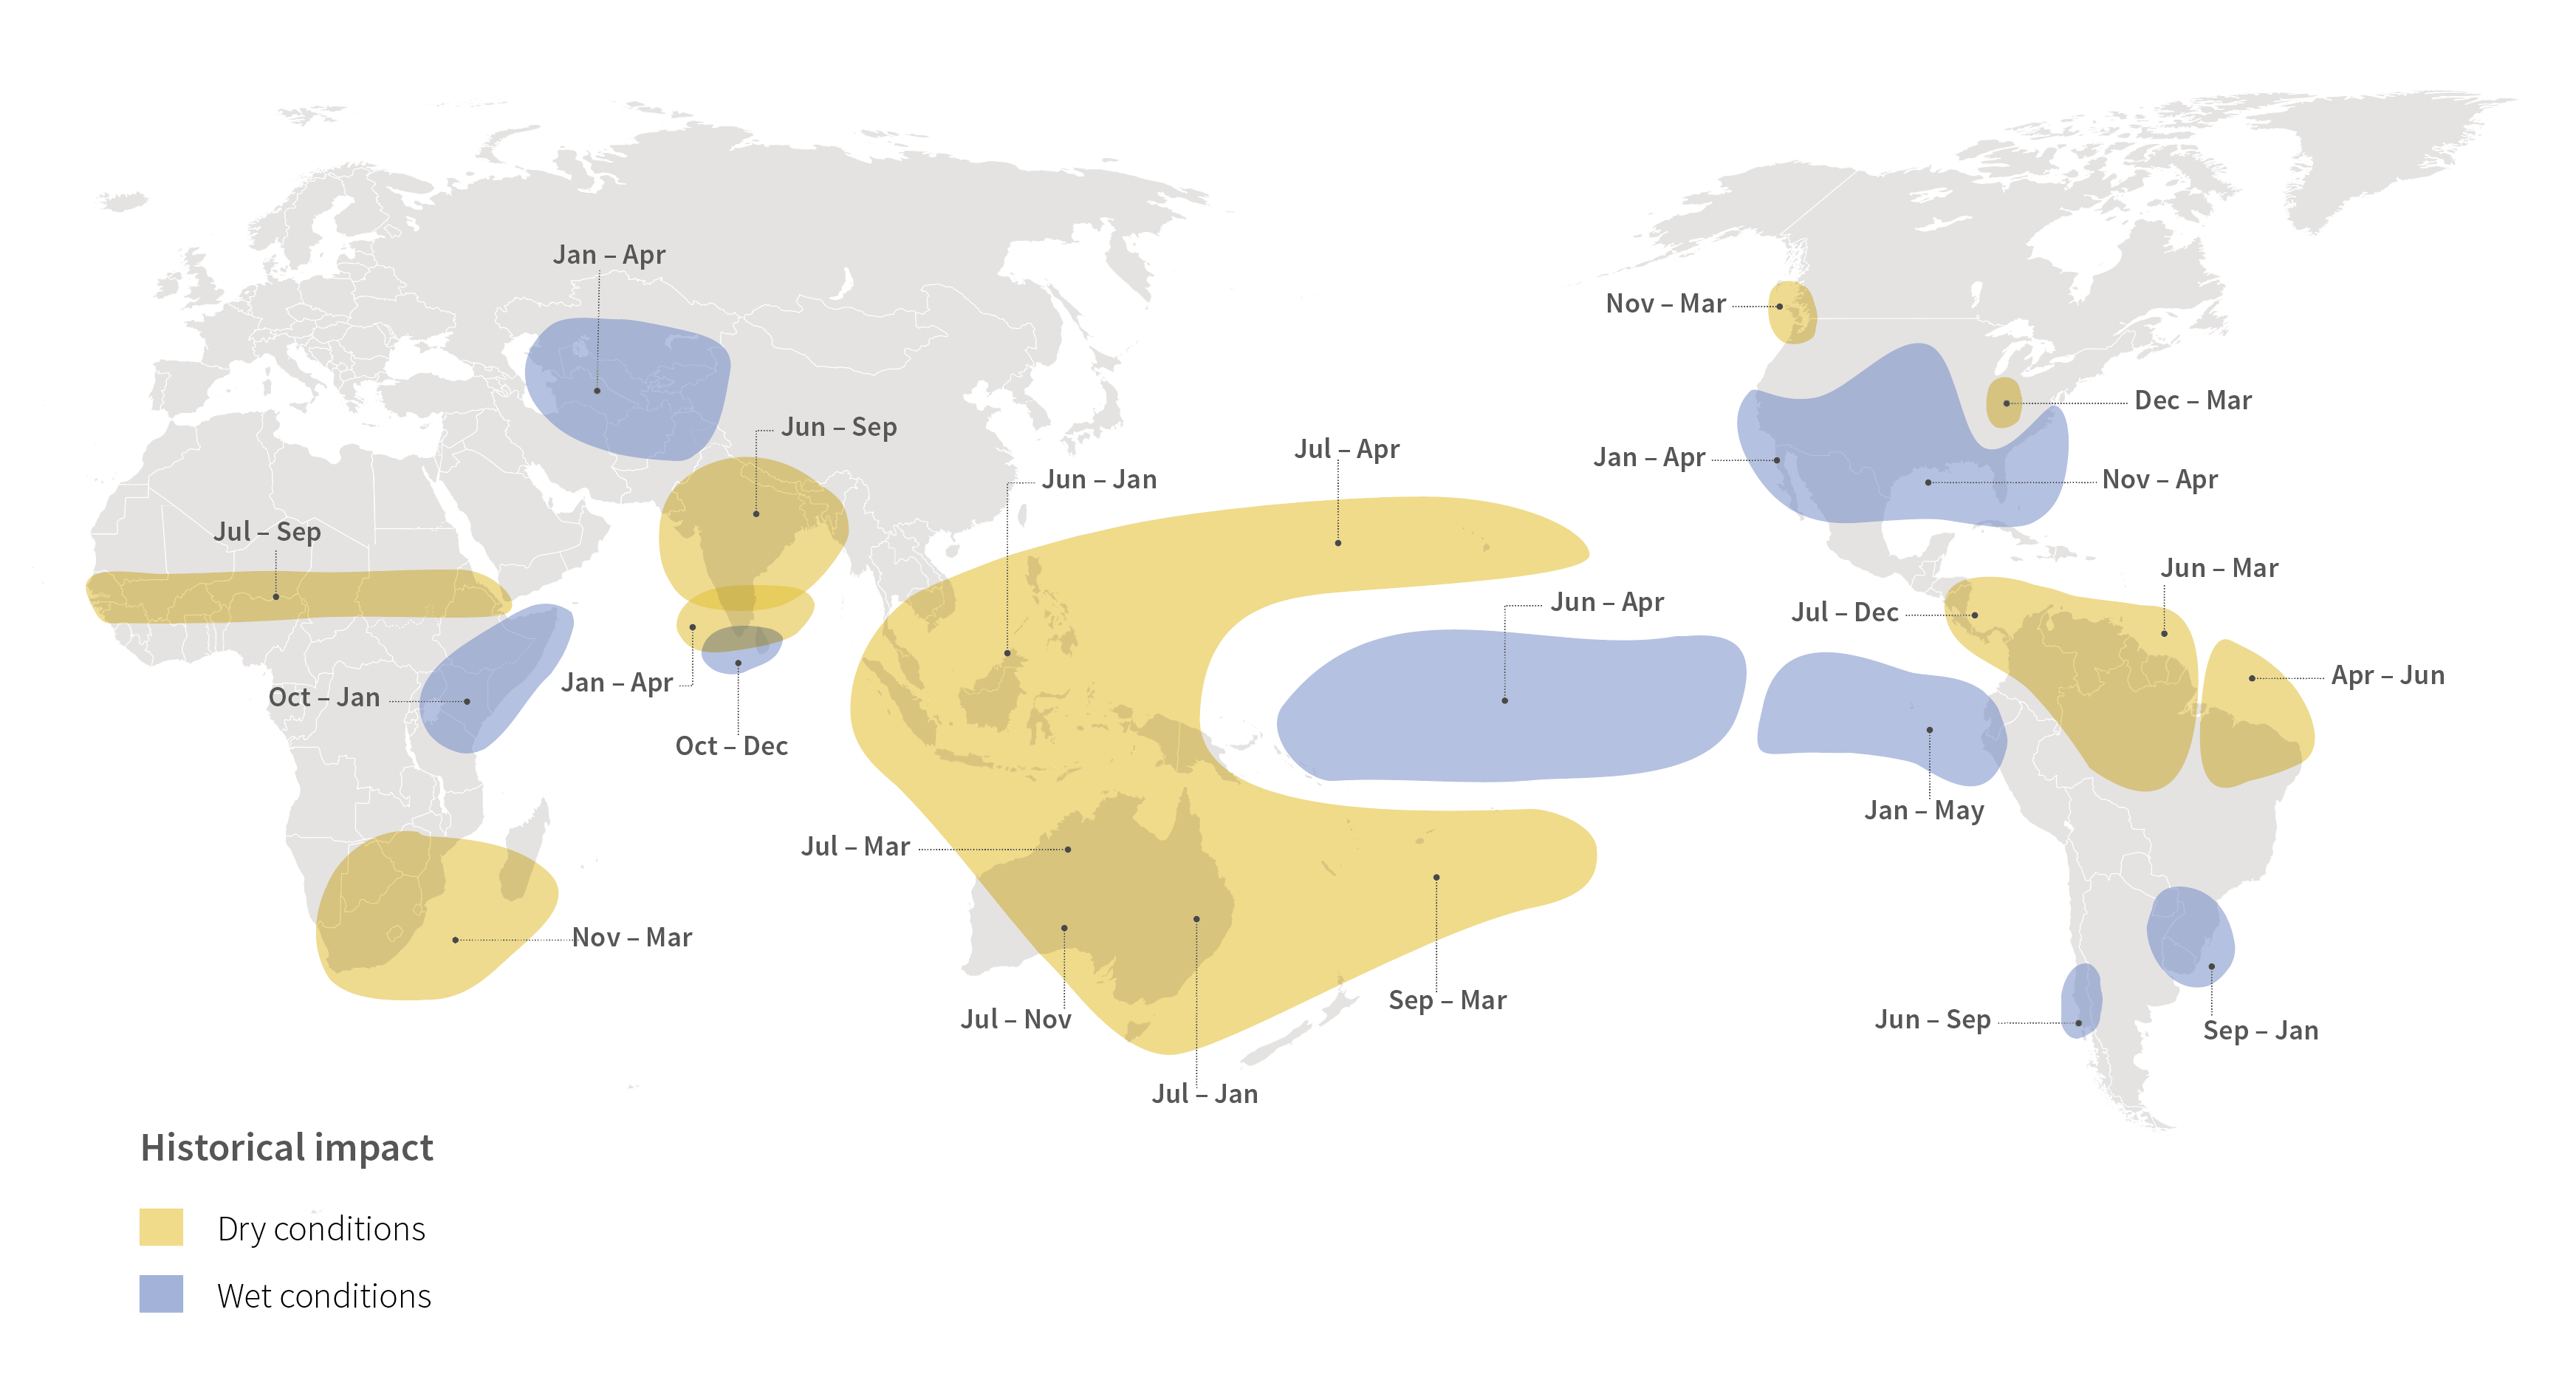 Jan – Apr
Nov – Mar
Dec – Mar
Jun – Sep
Jul – Apr
Jan – Apr
Jun – Jan
Nov – Apr
Jul – Sep
Jun – Mar
Jun – Apr
Jul – Dec
Apr – Jun
Jan – Apr
Oct – Jan
Oct – Dec
Jan – May
Jul – Mar
Nov – Mar
Sep – Mar
Jul – Nov
Jun – Sep
Sep – Jan
Jul – Jan
Historical impact
Dry conditions
Wet conditions